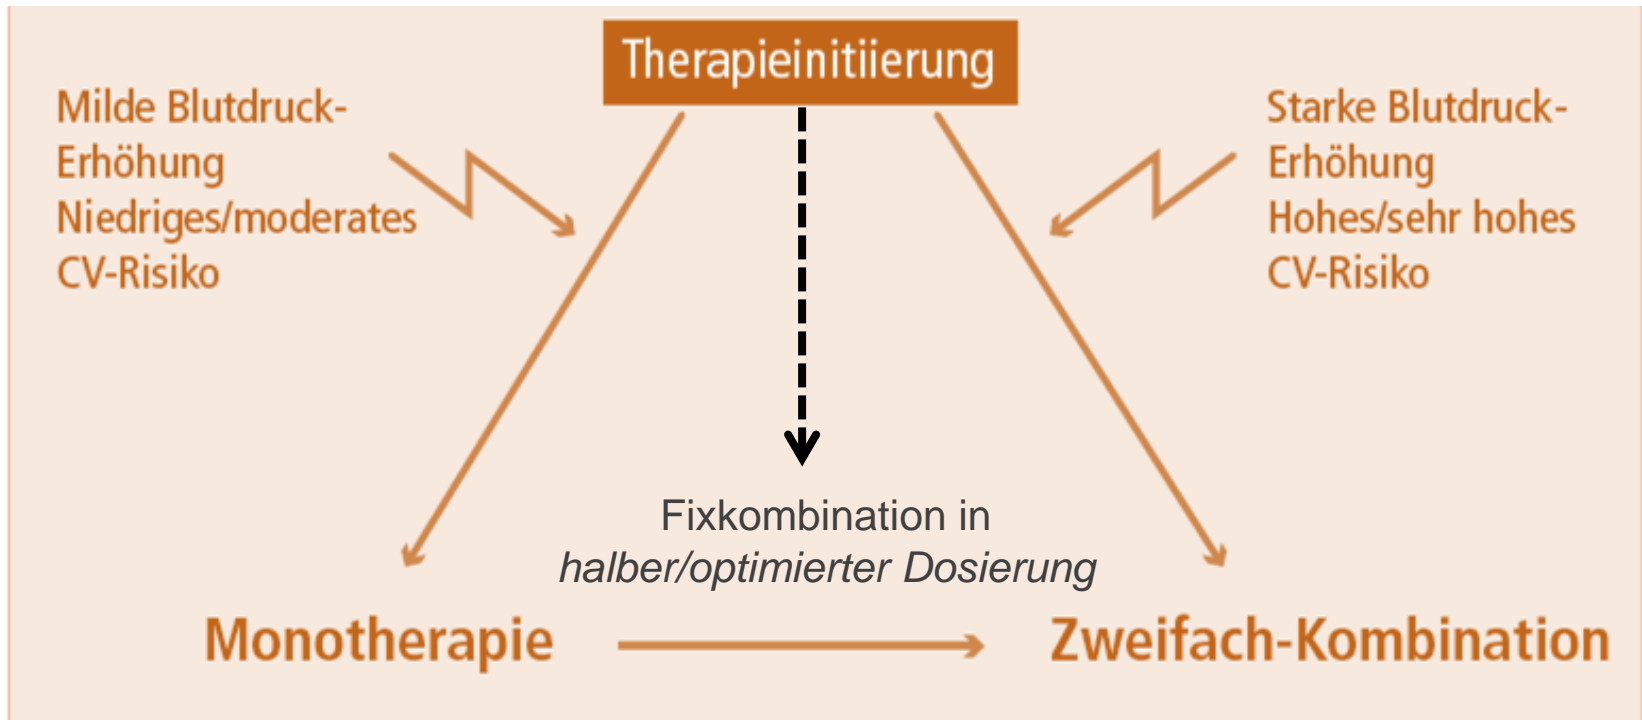 Therapieinitiierung
Milde Blutdruck-
Erhöhung
Niedriges/moderates
CV-Risiko
Starke Blutdruck-
Erhöhung
Hohes/sehr hohes
CV-Risiko
Fixkombination in
halber/optimierter Dosierung
Monotherapie
Zweifach-Kombination